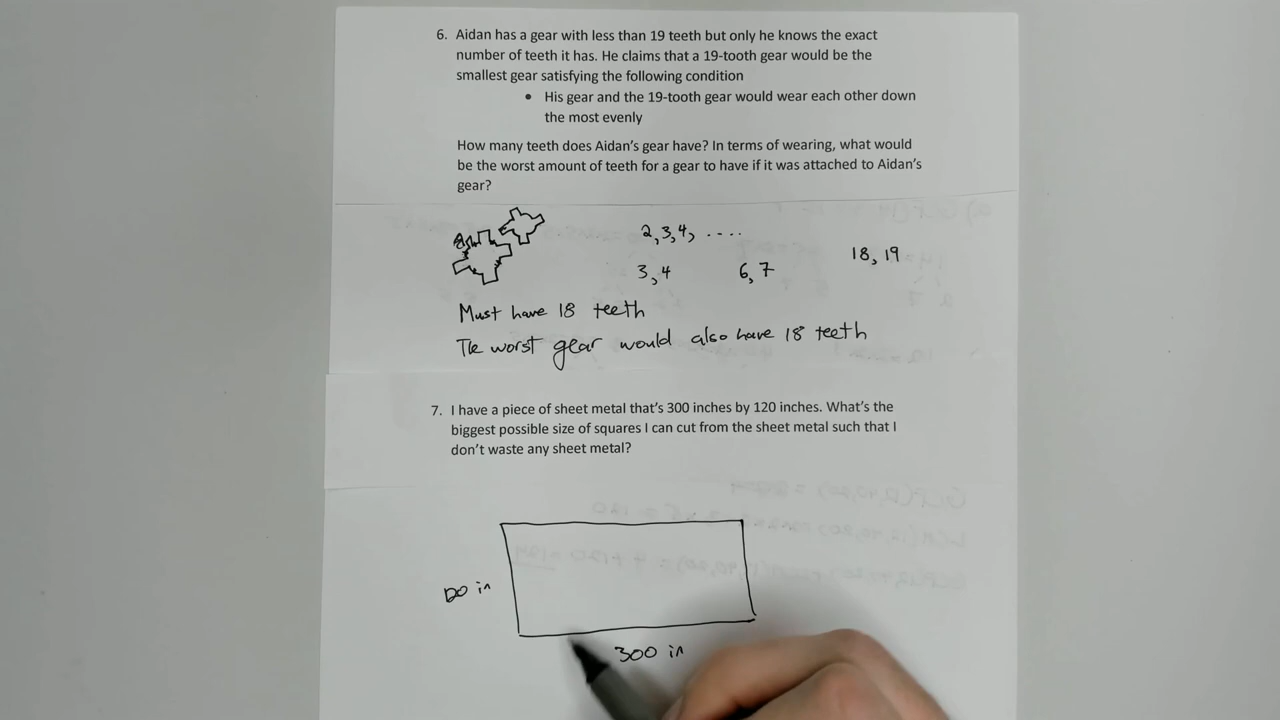 6. Aidan has a gear with less than 19 teeth but only he knows the exact
number of teeth it has. He claims that a 19-tooth gear would be the
smallest gear satisfying the following condition
• His gear and the 19-tooth gear would wear each other down
the most evenly
How many teeth does Aidan's gear have? In terms of wearing, what would
be the worst amount of teeth for a gear to have if it was attached to Aidan's
gear?
2,3,4, ....
3,4 6,7 18,19
Must have 18 teeth
The worst gear would also have 18 teeth
7. I have a piece of sheet metal that's 300 inches by 120 inches. What's the
biggest possible size of squares I can cut from the sheet metal such that I
don't waste any sheet metal?
120 in
300 in